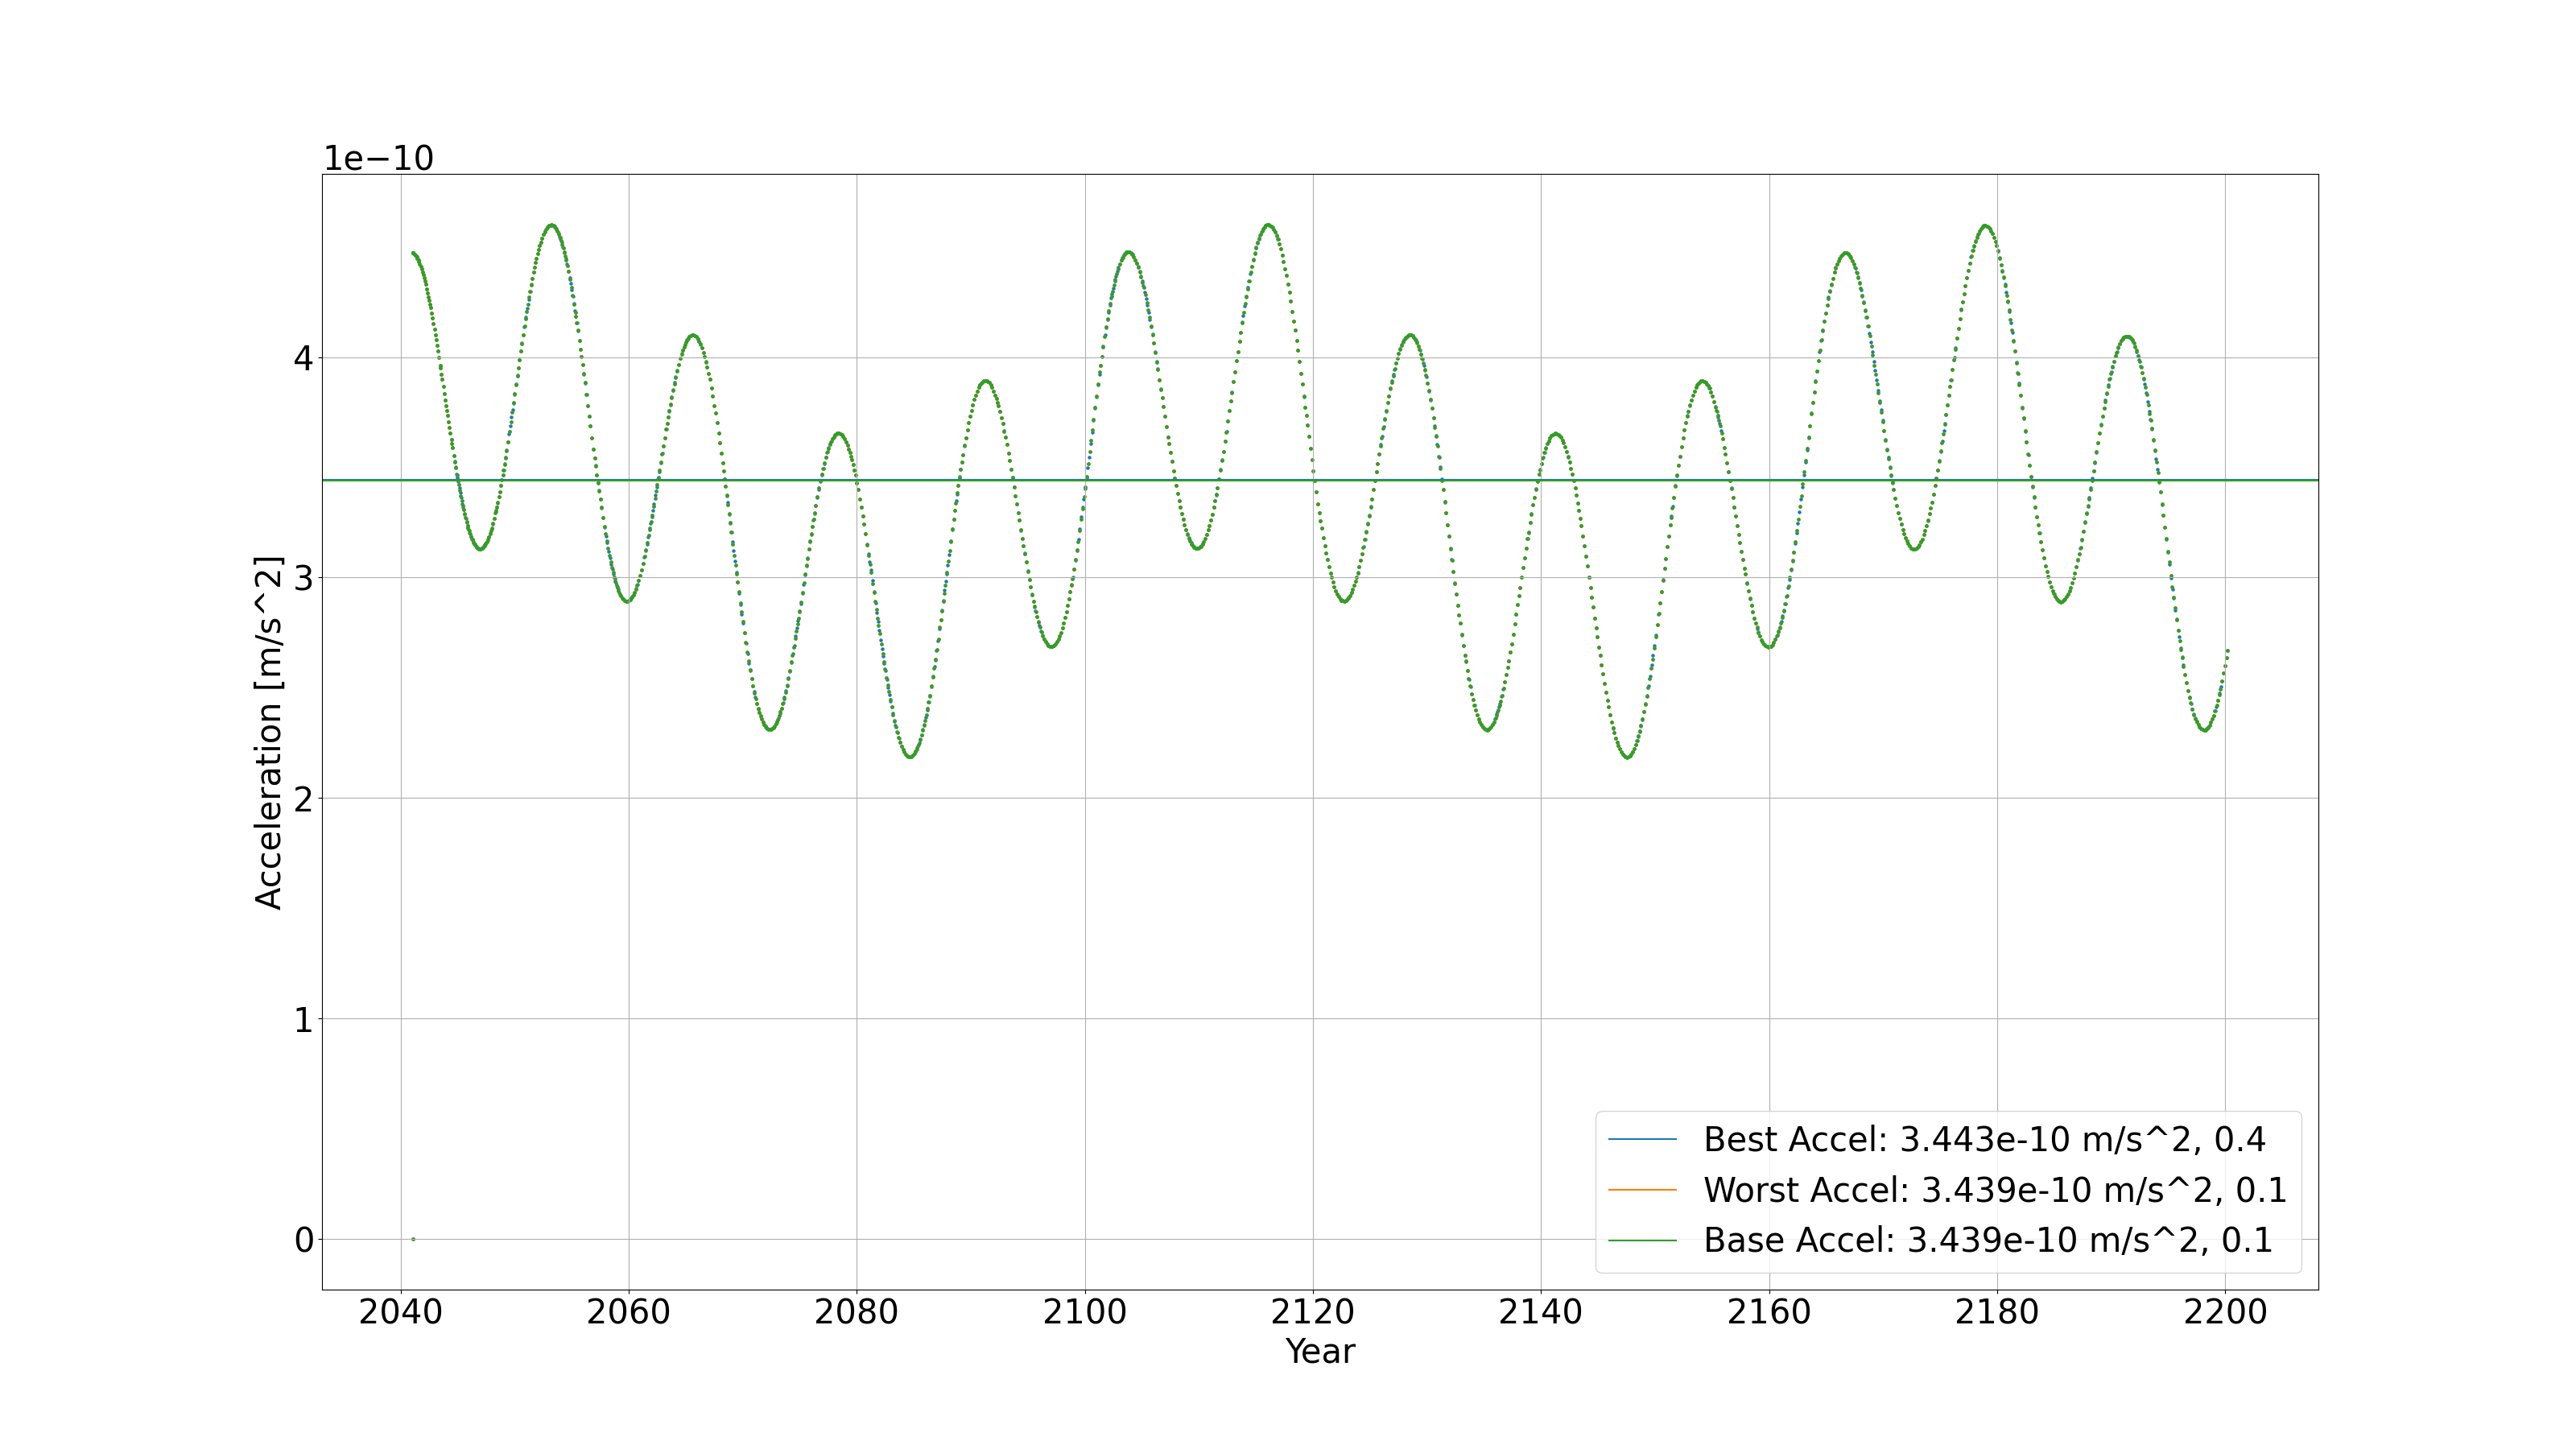 1e−10
4
3
2
1
0
Acceleration [m/s^2]
2040 2060 2080 2100 2120 2140 2160 2180 2200
Year
Best Accel: 3.443e-10 m/s^2, 0.4
Worst Accel: 3.439e-10 m/s^2, 0.1
Base Accel: 3.439e-10 m/s^2, 0.1